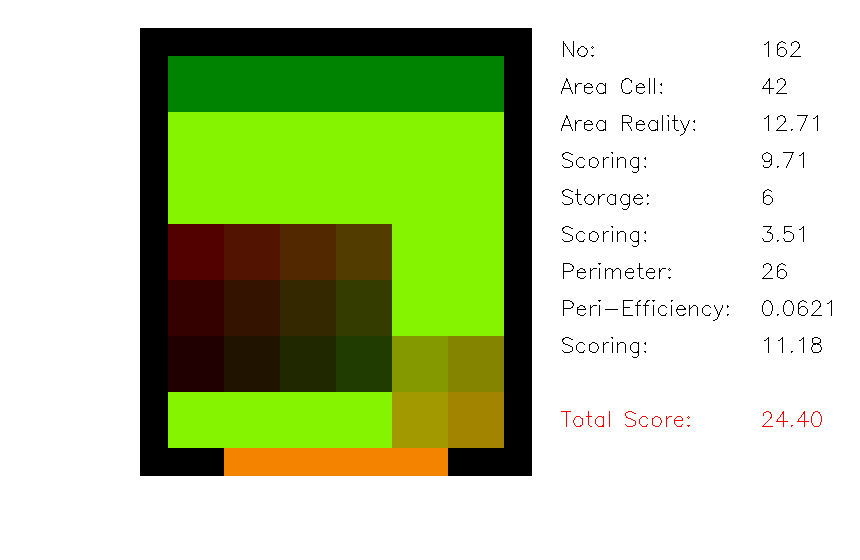 No: 162
Area Cell: 42
Area Reality: 12.71
Scoring: 9.71
Storage: 6
Scoring: 3.51
Perimeter: 26
Peri-Efficiency: 0.0621
Scoring: 11.18
Total Score: 24.40